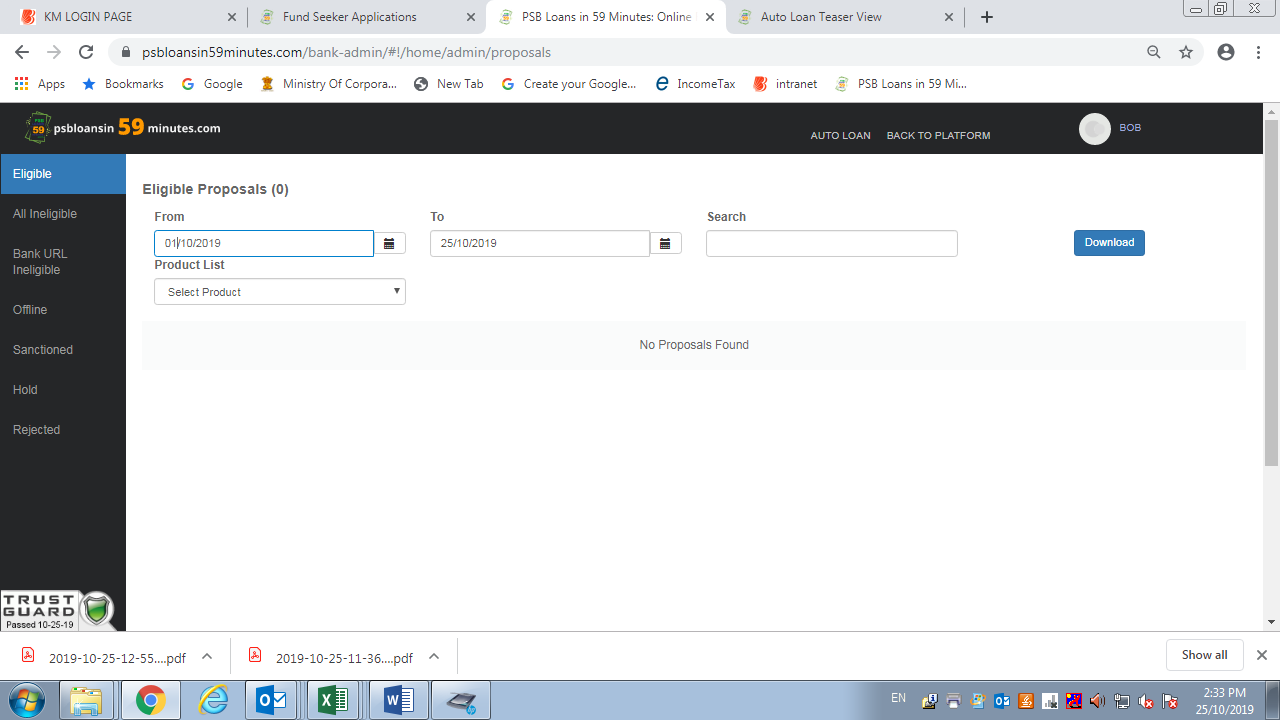 KM LOGIN PAGE
Fund Seeker Applications
PSB Loans in 59 Minutes: Online
Auto Loan Teaser View
psbloansin59minutes.com/bank-admin/#!/home/admin/proposals
Apps
Bookmarks
Google
Ministry Of Corpora...
New Tab
Create your Google...
IncomeTax
intranet
PSB Loans in 59 Mi...
PSB 59 psbloansin 59 minutes.com
AUTO LOAN
BACK TO PLATFORM
BOB
Eligible
All Ineligible
Bank URL
Ineligible
Offline
Sanctioned
Hold
Rejected
Eligible Proposals (0)
From
To
Search
01/10/2019
25/10/2019
Download
Product List
Select Product
No Proposals Found
TRUST
GUARD
Passed 10-25-19
2019-10-25-12-55....pdf
2019-10-25-11-36....pdf
Show all
EN
2:33 PM
25/10/2019